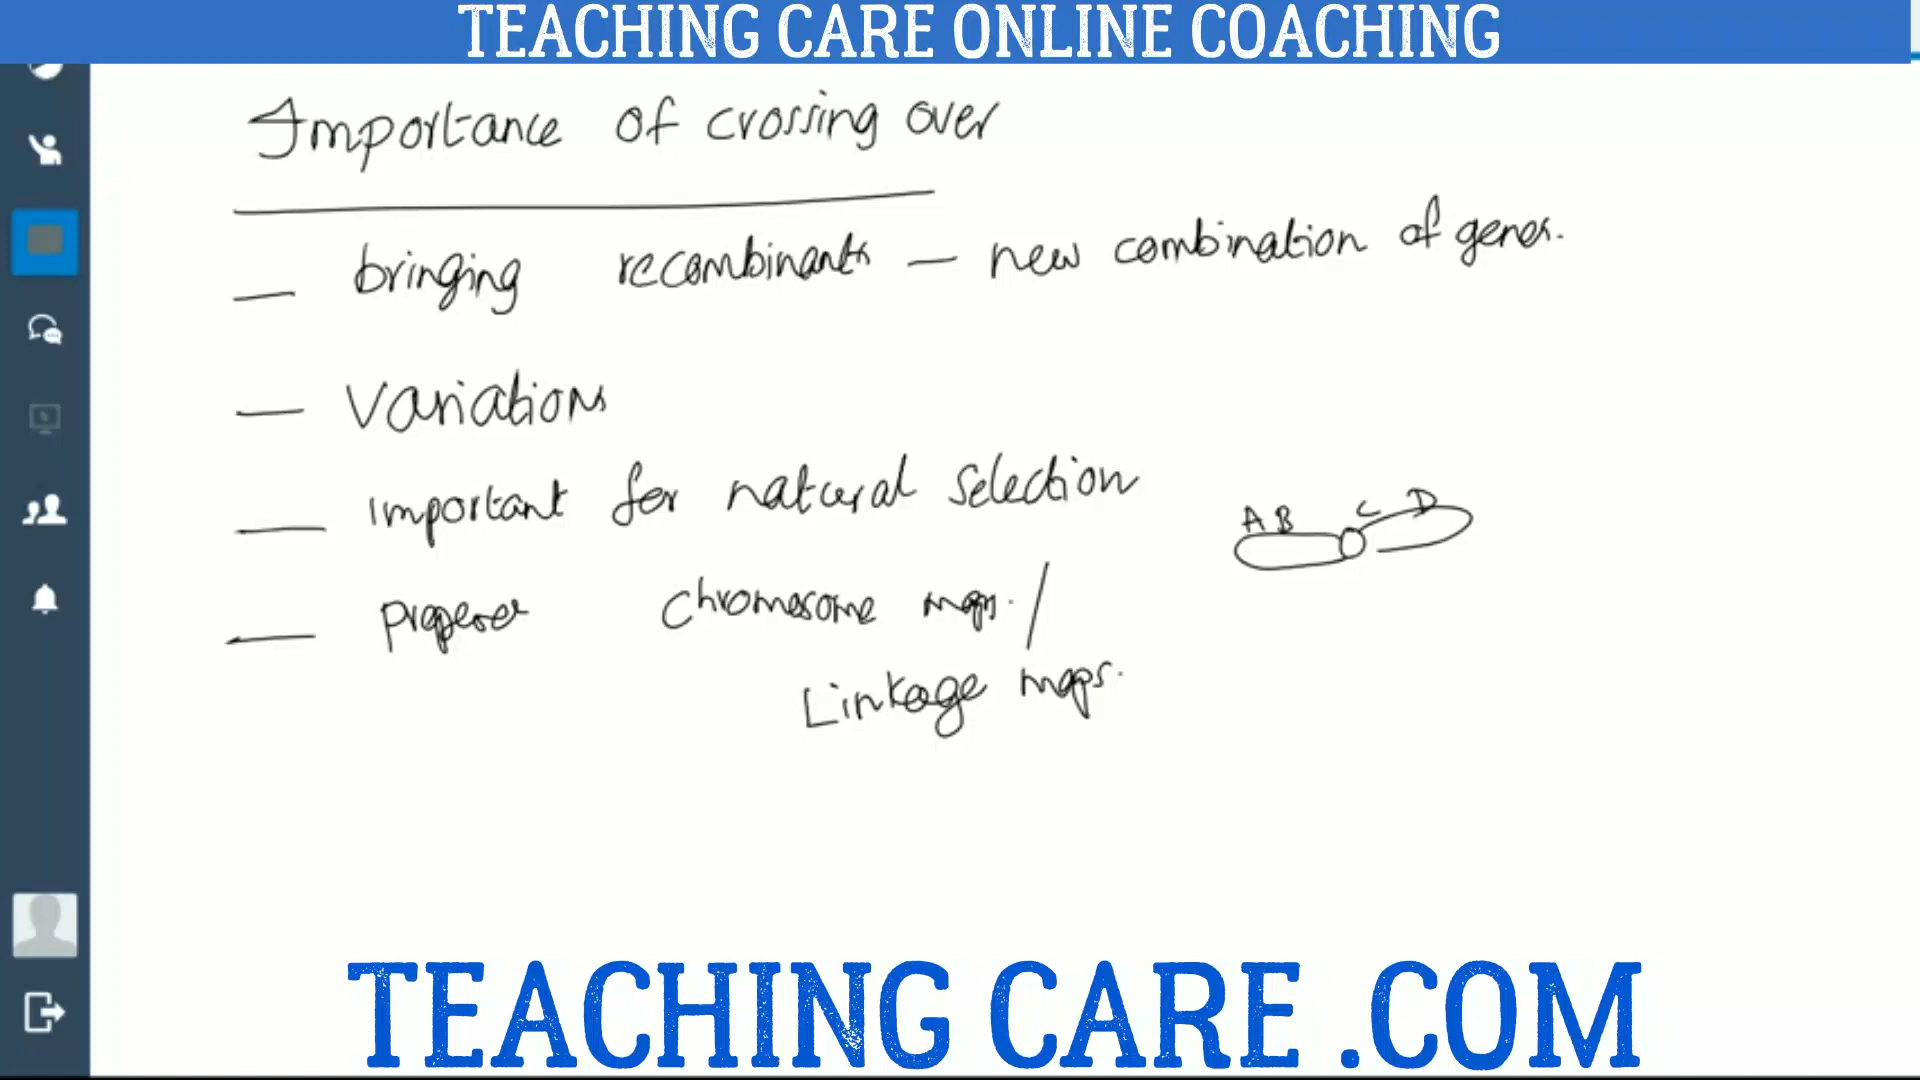 TEACHING CARE ONLINE COACHING
Importance of crossing over
— bringing recombinants — new combination of genes.
— Variations
— important for natural selection
A B C D
— chromosome maps. /
Linkage maps.
TEACHING CARE .COM